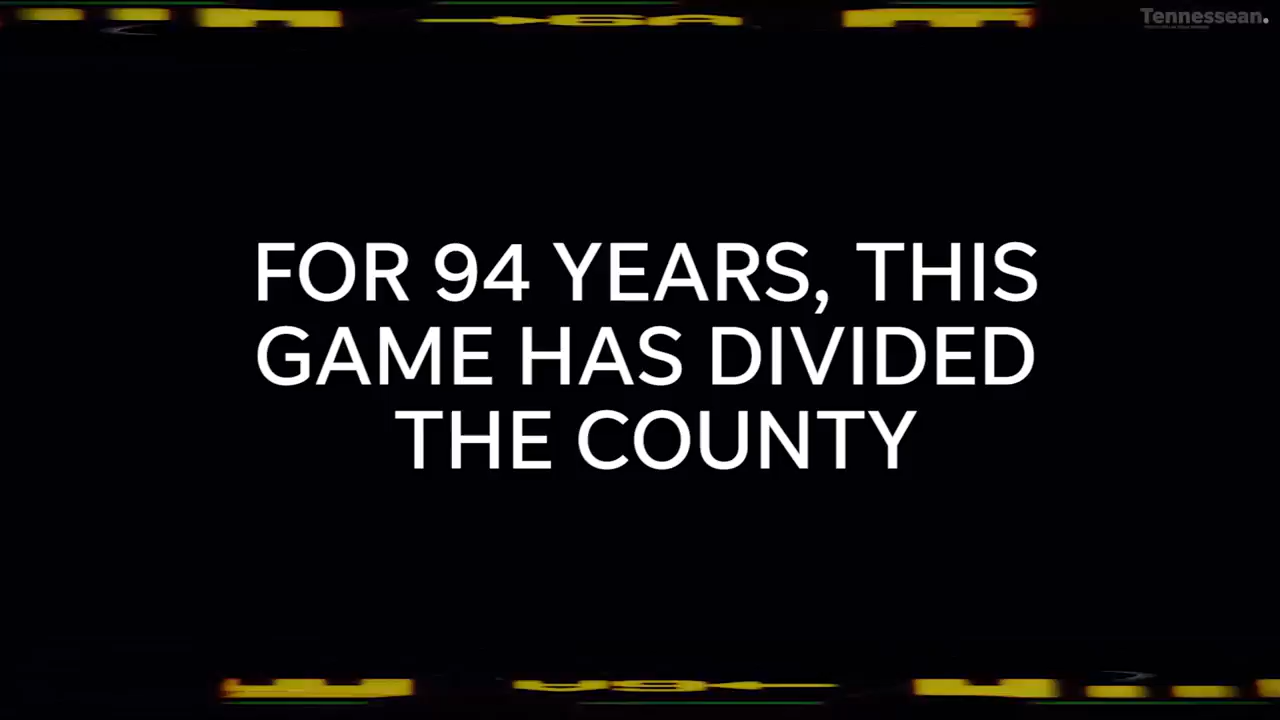 Tennessean.
FOR 94 YEARS, THIS
GAME HAS DIVIDED
THE COUNTY